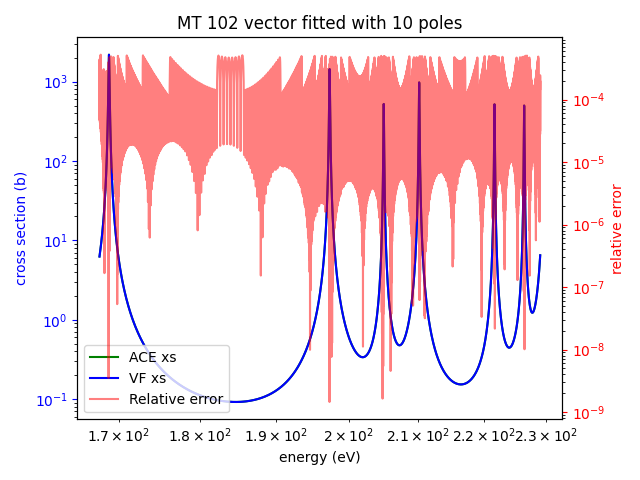 MT 102 vector fitted with 10 poles
10³
10²
10¹
10⁰
10⁻¹
cross section (b)
10⁻⁴
10⁻⁵
10⁻⁶
10⁻⁷
10⁻⁸
10⁻⁹
relative error
ACE xs
VF xs
Relative error
1.7 × 10² 1.8 × 10² 1.9 × 10² 2 × 10² 2.1 × 10² 2.2 × 10² 2.3 × 10²
energy (eV)